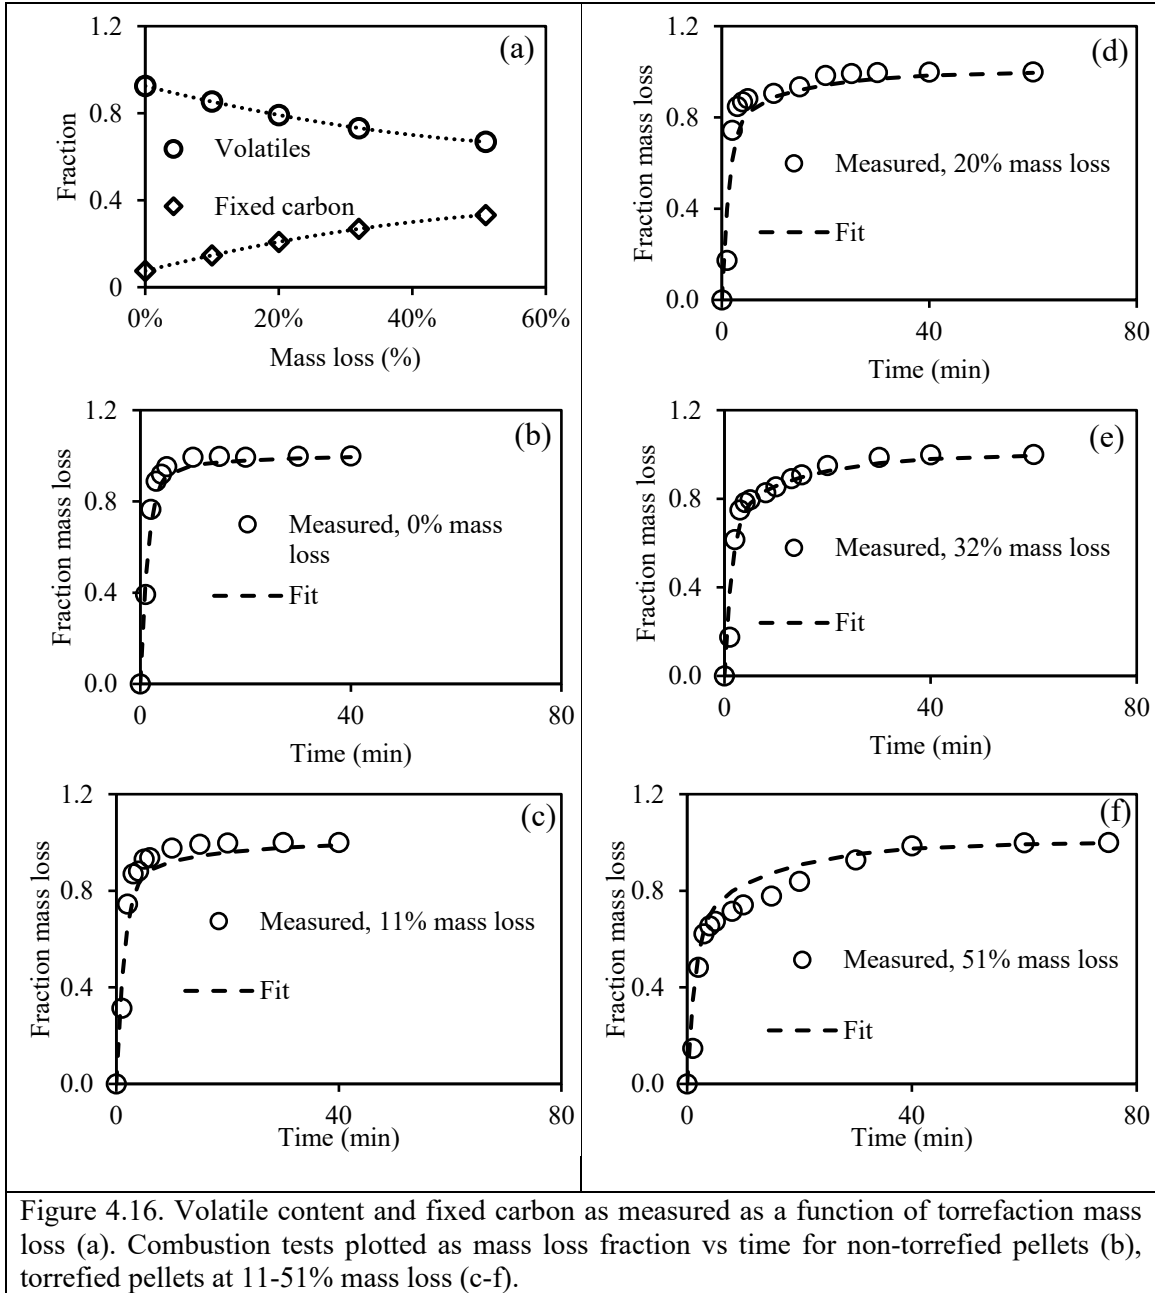 (a)
1.2
0.8
0.4
0
Fraction
Volatiles
Fixed carbon
0% 20% 40% 60%
Mass loss (%)
(b)
1.2
0.8
0.4
0.0
Fraction mass loss
Measured, 0% mass
loss
Fit
0 40 80
Time (min)
(c)
1.2
0.8
0.4
0.0
Fraction mass loss
Measured, 11% mass loss
Fit
0 40 80
Time (min)
(d)
1.2
0.8
0.4
0.0
Fraction mass loss
Measured, 20% mass loss
Fit
0 40 80
Time (min)
(e)
1.2
0.8
0.4
0.0
Fraction mass loss
Measured, 32% mass loss
Fit
0 40 80
Time (min)
(f)
1.2
0.8
0.4
0.0
Fraction mass loss
Measured, 51% mass loss
Fit
0 40 80
Time (min)
Figure 4.16. Volatile content and fixed carbon as measured as a function of torrefaction mass
loss (a). Combustion tests plotted as mass loss fraction vs time for non-torrefied pellets (b),
torrefied pellets at 11-51% mass loss (c-f).